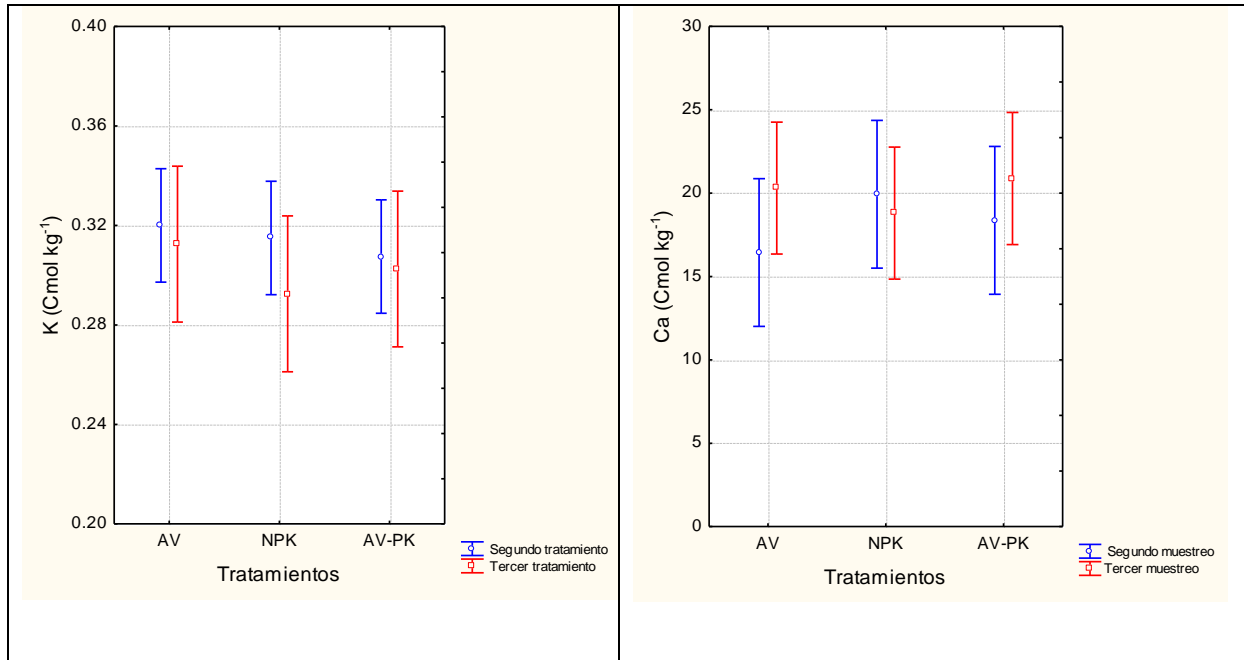 0.40
0.36
0.32
0.28
0.24
0.20
K (Cmol kg-1)
AV NPK AV-PK
Tratamientos
Segundo tratamiento
Tercer tratamiento
30
25
20
15
10
5
0
Ca (Cmol kg-1)
AV NPK AV-PK
Tratamientos
Segundo muestreo
Tercer muestreo